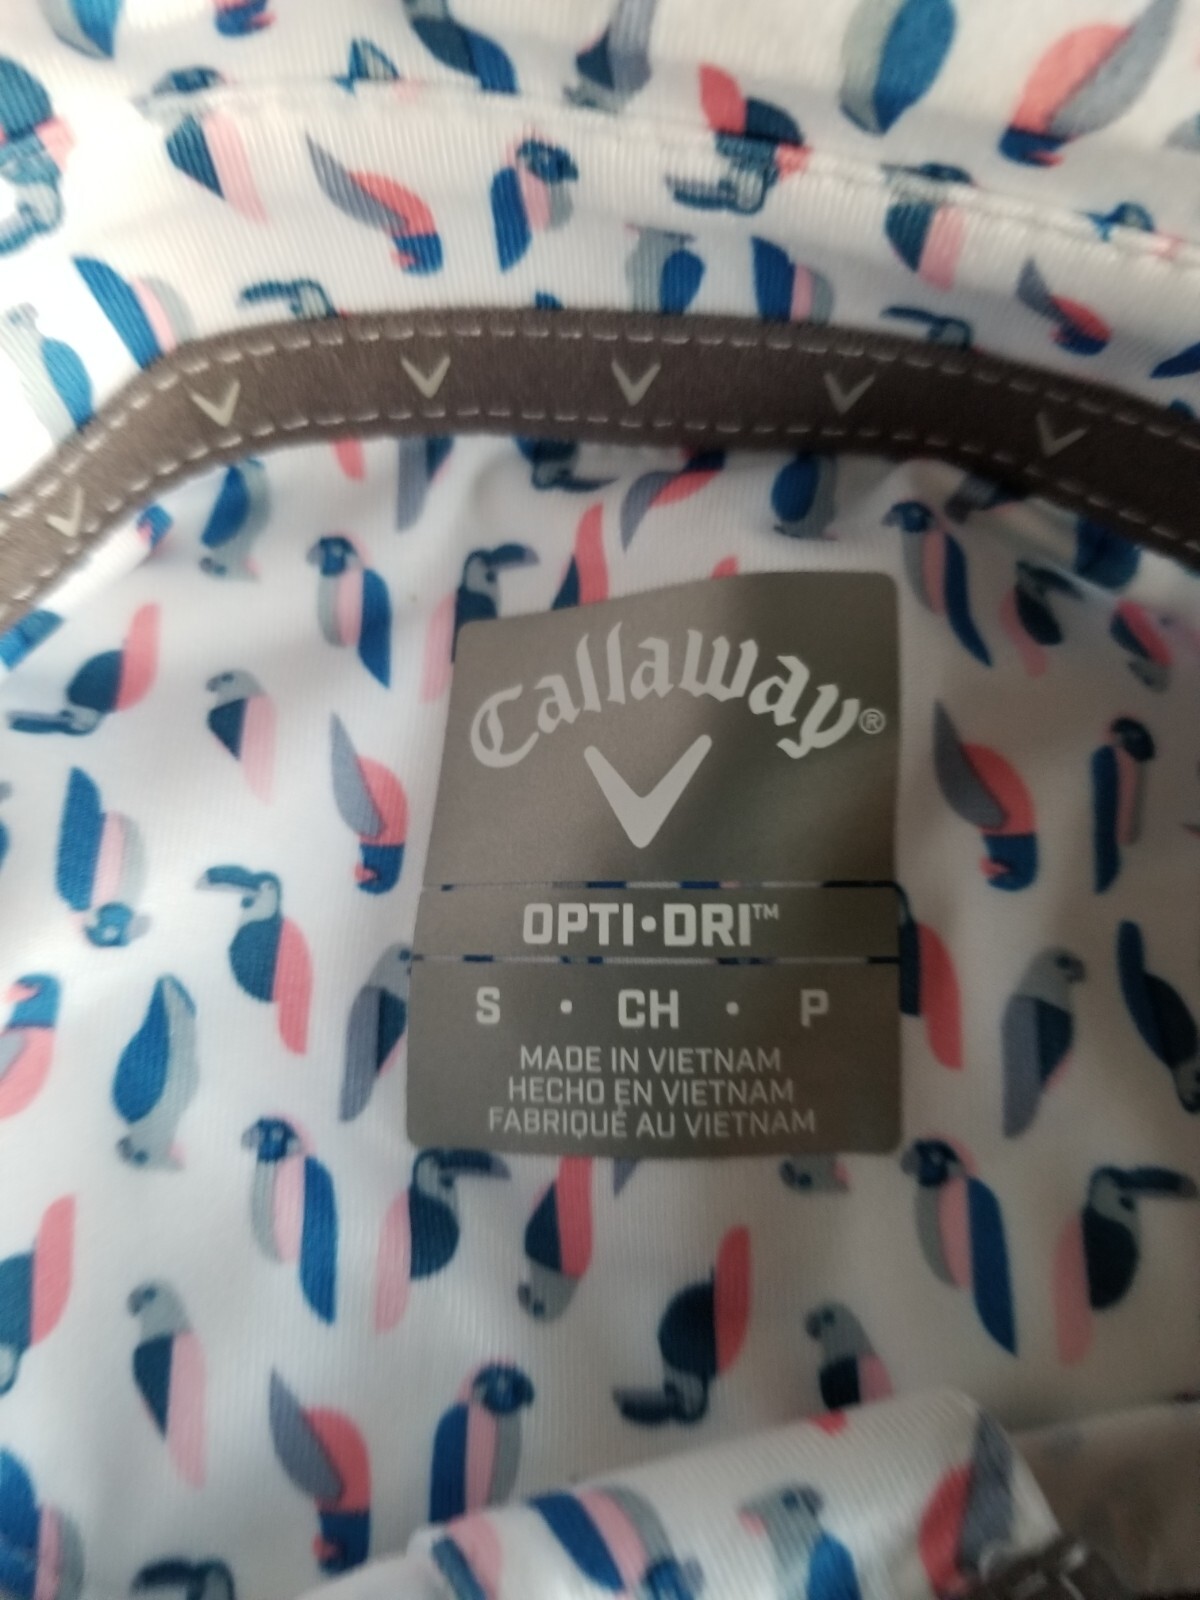 Callaway®
OPTI•DRI™
S • CH • P
MADE IN VIETNAM
HECHO EN VIETNAM
FABRIQUÉ AU VIETNAM